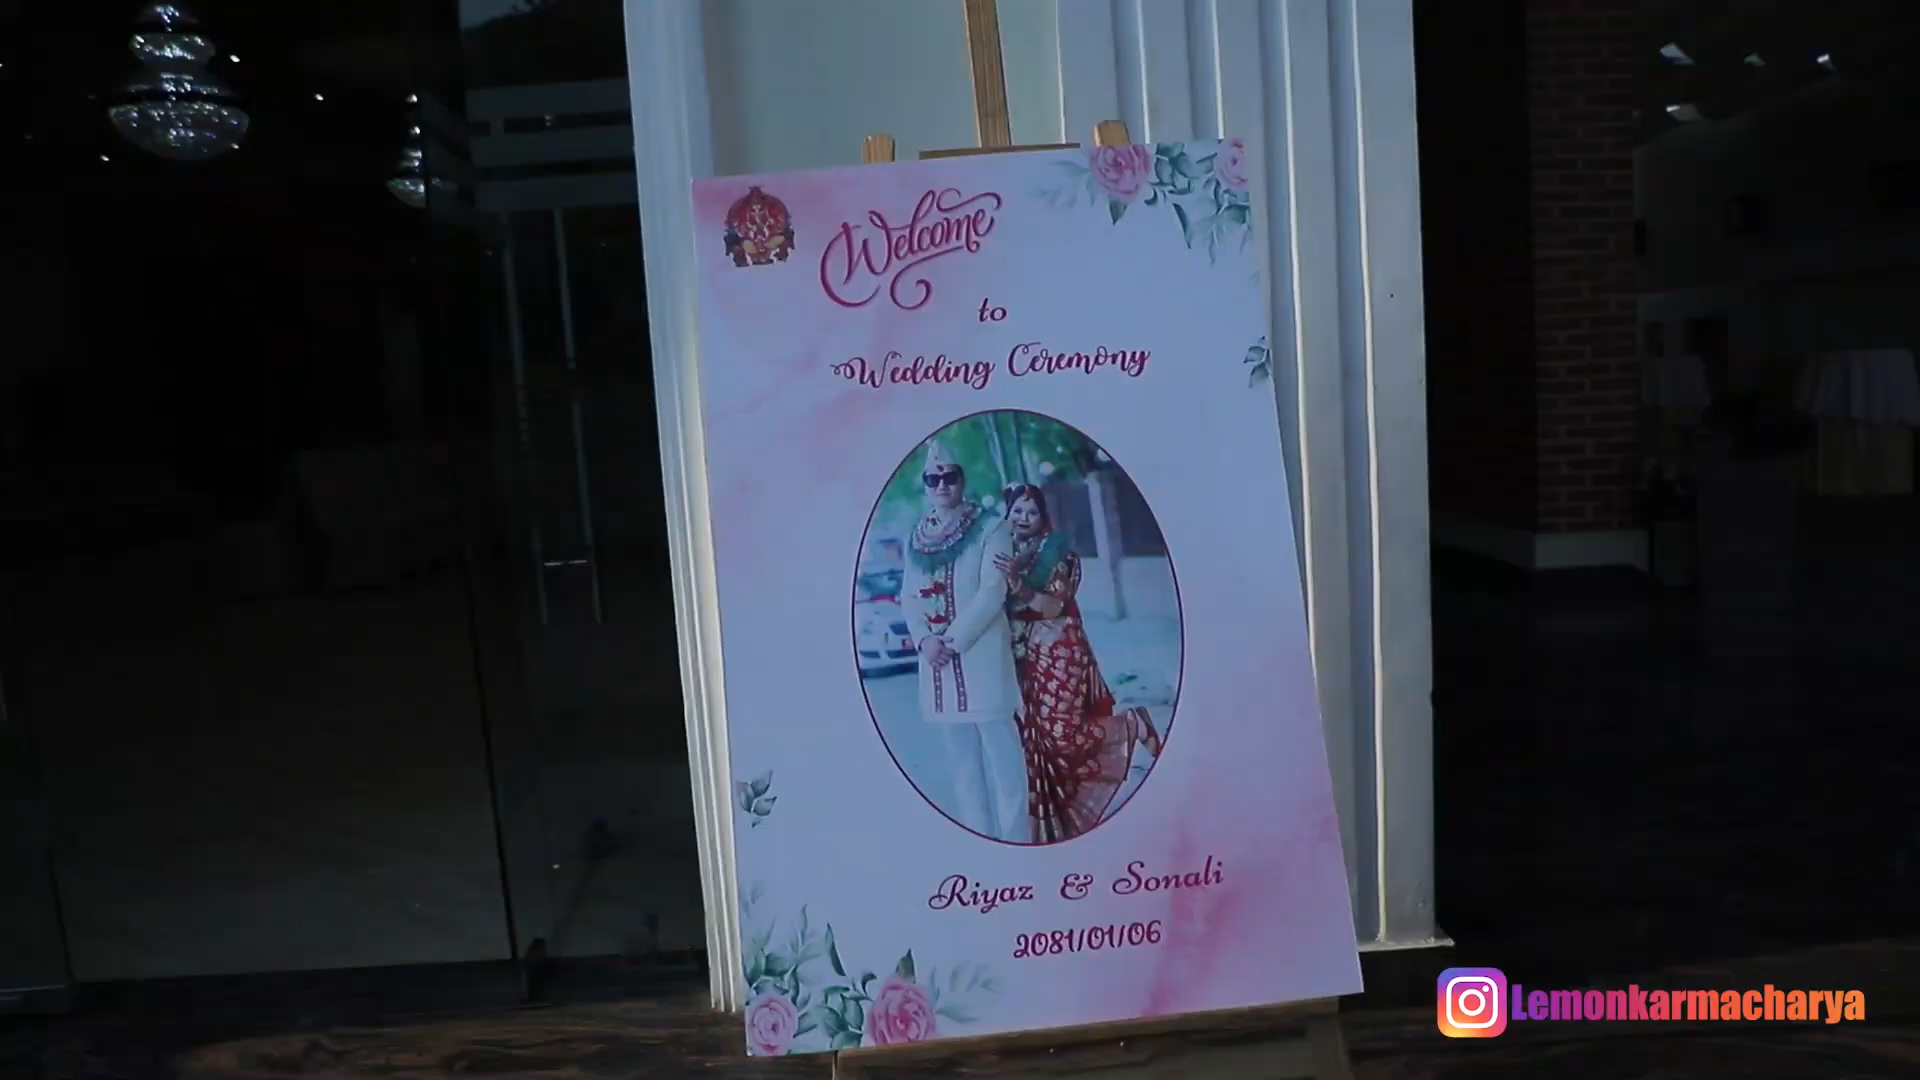 Welcome
to
Wedding Ceremony
Riyaz & Sonali
2081/01/06
Lemonkarmacharya